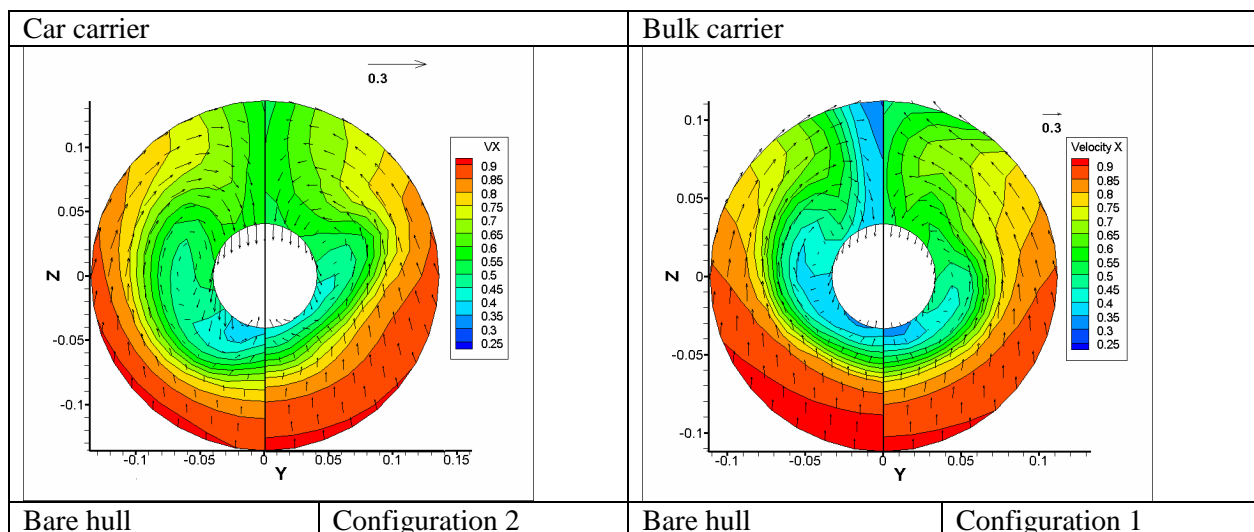 Car carrier
Bulk carrier
0.3
VX
0.9
0.85
0.8
0.75
0.7
0.65
0.6
0.55
0.5
0.45
0.4
0.35
0.3
0.25
Z
0.1
0.05
0
-0.05
-0.1
-0.1 -0.05 0 0.05 0.1 0.15
Y
0.3
Velocity X
0.9
0.85
0.8
0.75
0.7
0.65
0.6
0.55
0.5
0.45
0.4
0.35
0.3
0.25
Z
0.1
0.05
0
-0.05
-0.1
-0.1 -0.05 0 0.05 0.1
Y
Bare hull
Configuration 2
Bare hull
Configuration 1